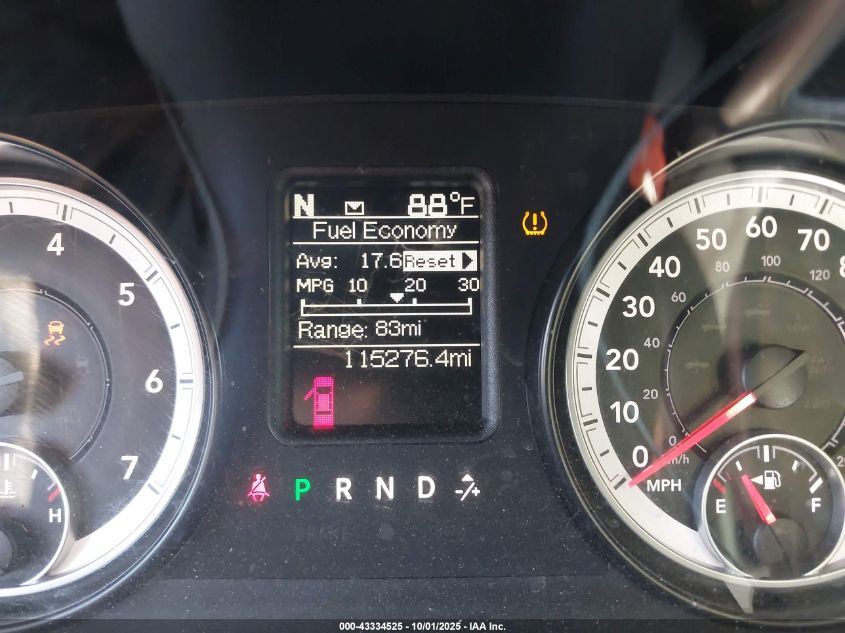 N 88°F
Fuel Economy
Avg: 17.6 Reset
MPG 10 20 30
Range: 83mi
115276.4mi
P R N D -/+
4
5
6
7
H
0
10
20
30
40
50
60
70
8
0
20
40
60
80
100
120
km/h
MPH
E F
000-43334525 - 10/01/2025 - IAA Inc.